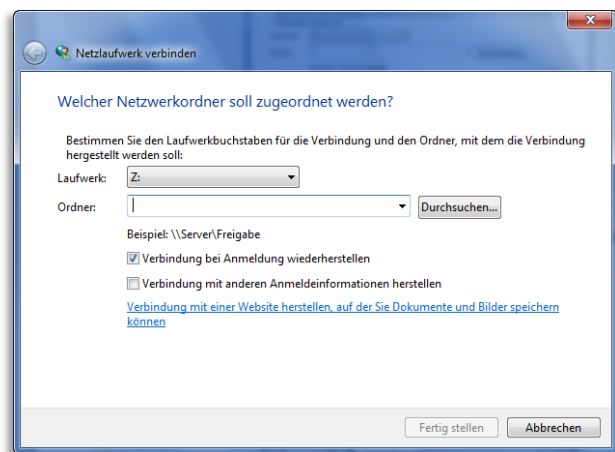 Netzlaufwerk verbinden
Welcher Netzwerkordner soll zugeordnet werden?
Bestimmen Sie den Laufwerkbuchstaben für die Verbindung und den Ordner, mit dem die Verbindung
hergestellt werden soll:
Laufwerk: Z:
Ordner: Durchsuchen...
Beispiel: \\Server\Freigabe
Verbindung bei Anmeldung wiederherstellen
Verbindung mit anderen Anmeldeinformationen herstellen
Verbindung mit einer Website herstellen, auf der Sie Dokumente und Bilder speichern
können
Fertig stellen Abbrechen